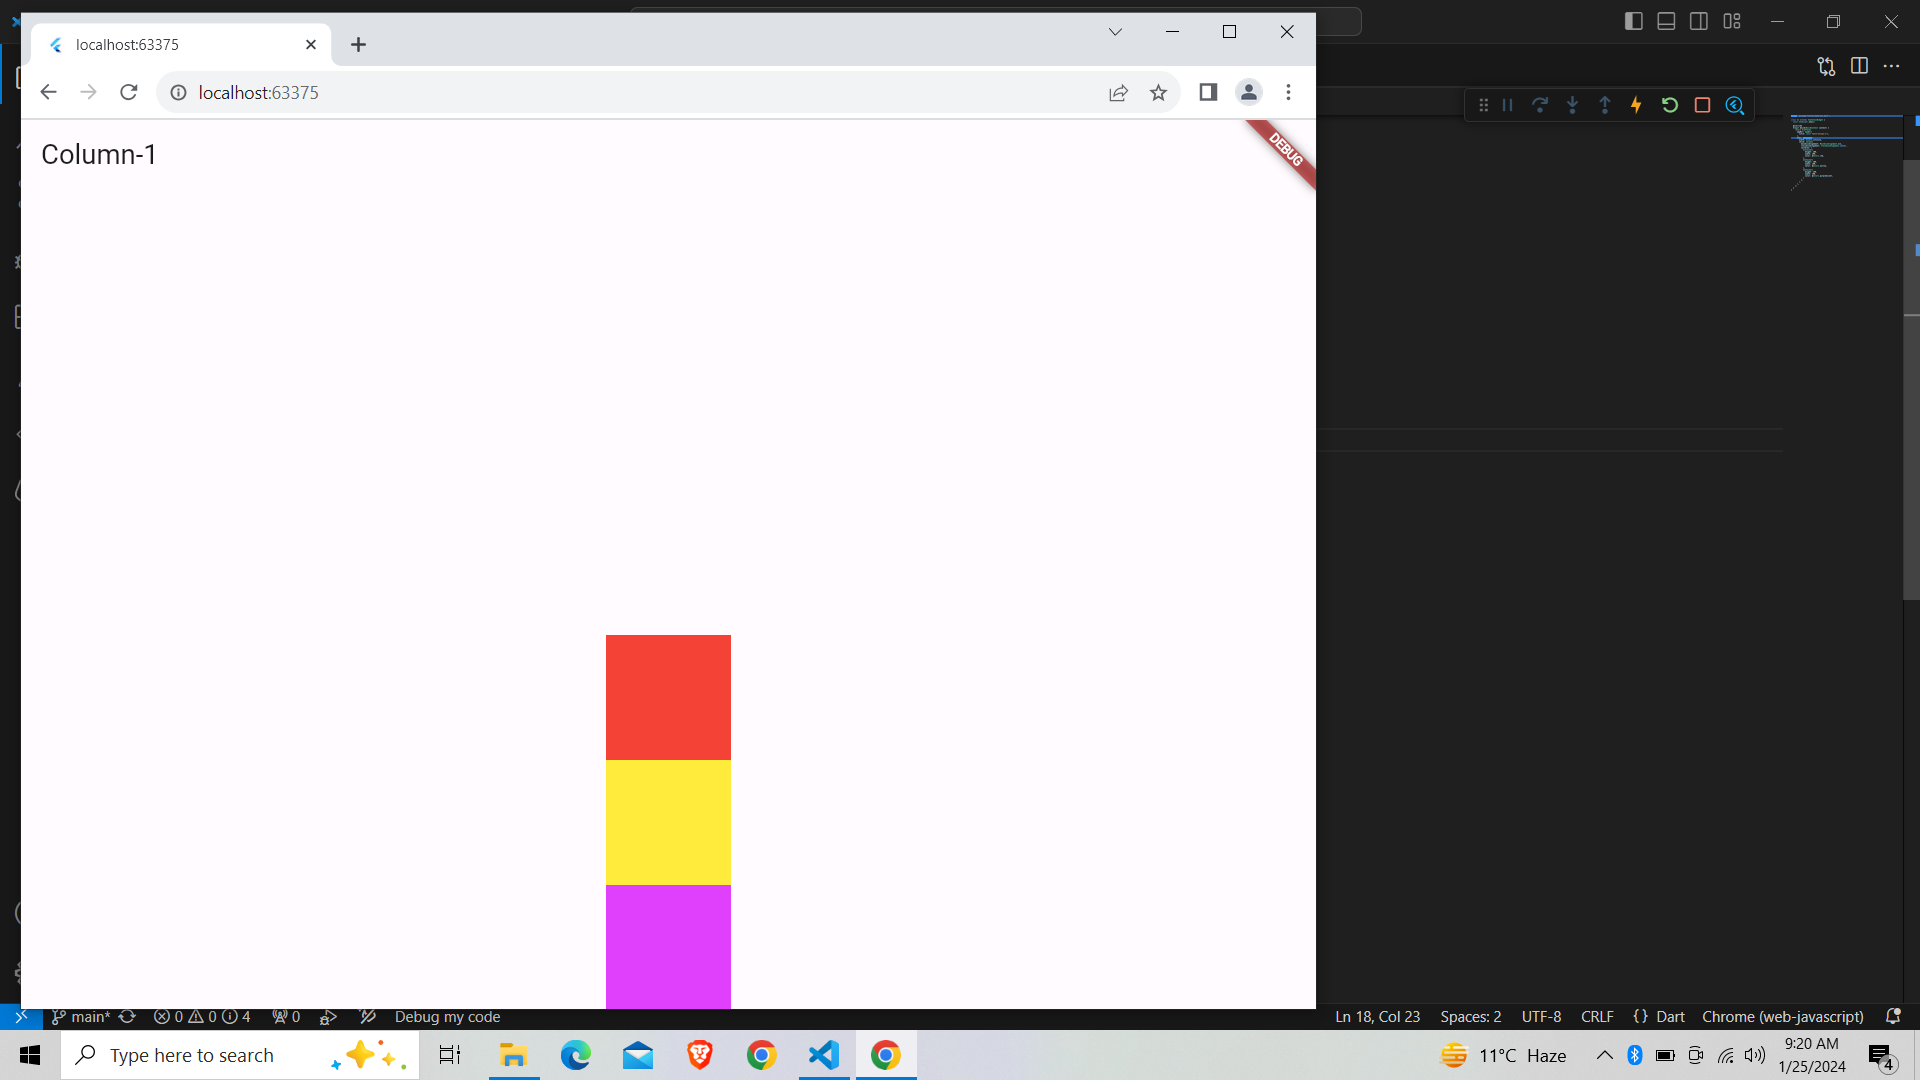 localhost:63375
localhost:63375
Column-1
DEBUG
main*
0 0 4
0
Debug my code
Ln 18, Col 23
Spaces: 2
UTF-8
CRLF
{} Dart
Chrome (web-javascript)
Type here to search
11°C Haze
9:20 AM
1/25/2024
4